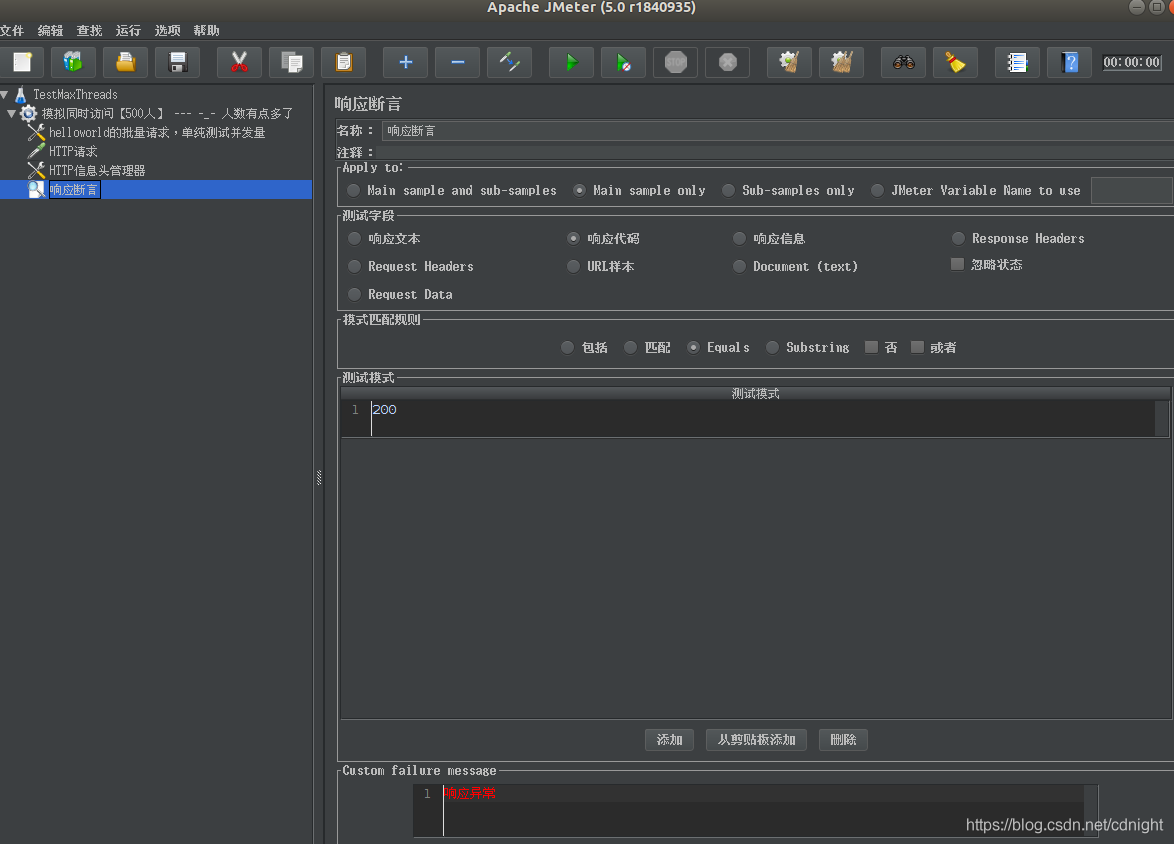 Apache JMeter (5.0 r1840935)
文件 编辑 查找 运行 选项 帮助
STOP
00:00:00
TestMaxThreads
模拟同时访问【500人】 --- -_- 人数有点多了
helloworld的批量请求，单纯测试并发量
HTTP请求
HTTP信息头管理器
响应断言
响应断言
名称： 响应断言
注释：
Apply to:
Main sample and sub-samples Main sample only Sub-samples only JMeter Variable Name to use
测试字段
响应文本 响应代码 响应信息 Response Headers
Request Headers URL样本 Document (text) 忽略状态
Request Data
模式匹配规则
包括 匹配 Equals Substring 否 或者
测试模式
测试模式
1 200
添加 从剪贴板添加 删除
Custom failure message
1 响应异常
https://blog.csdn.net/cdnight